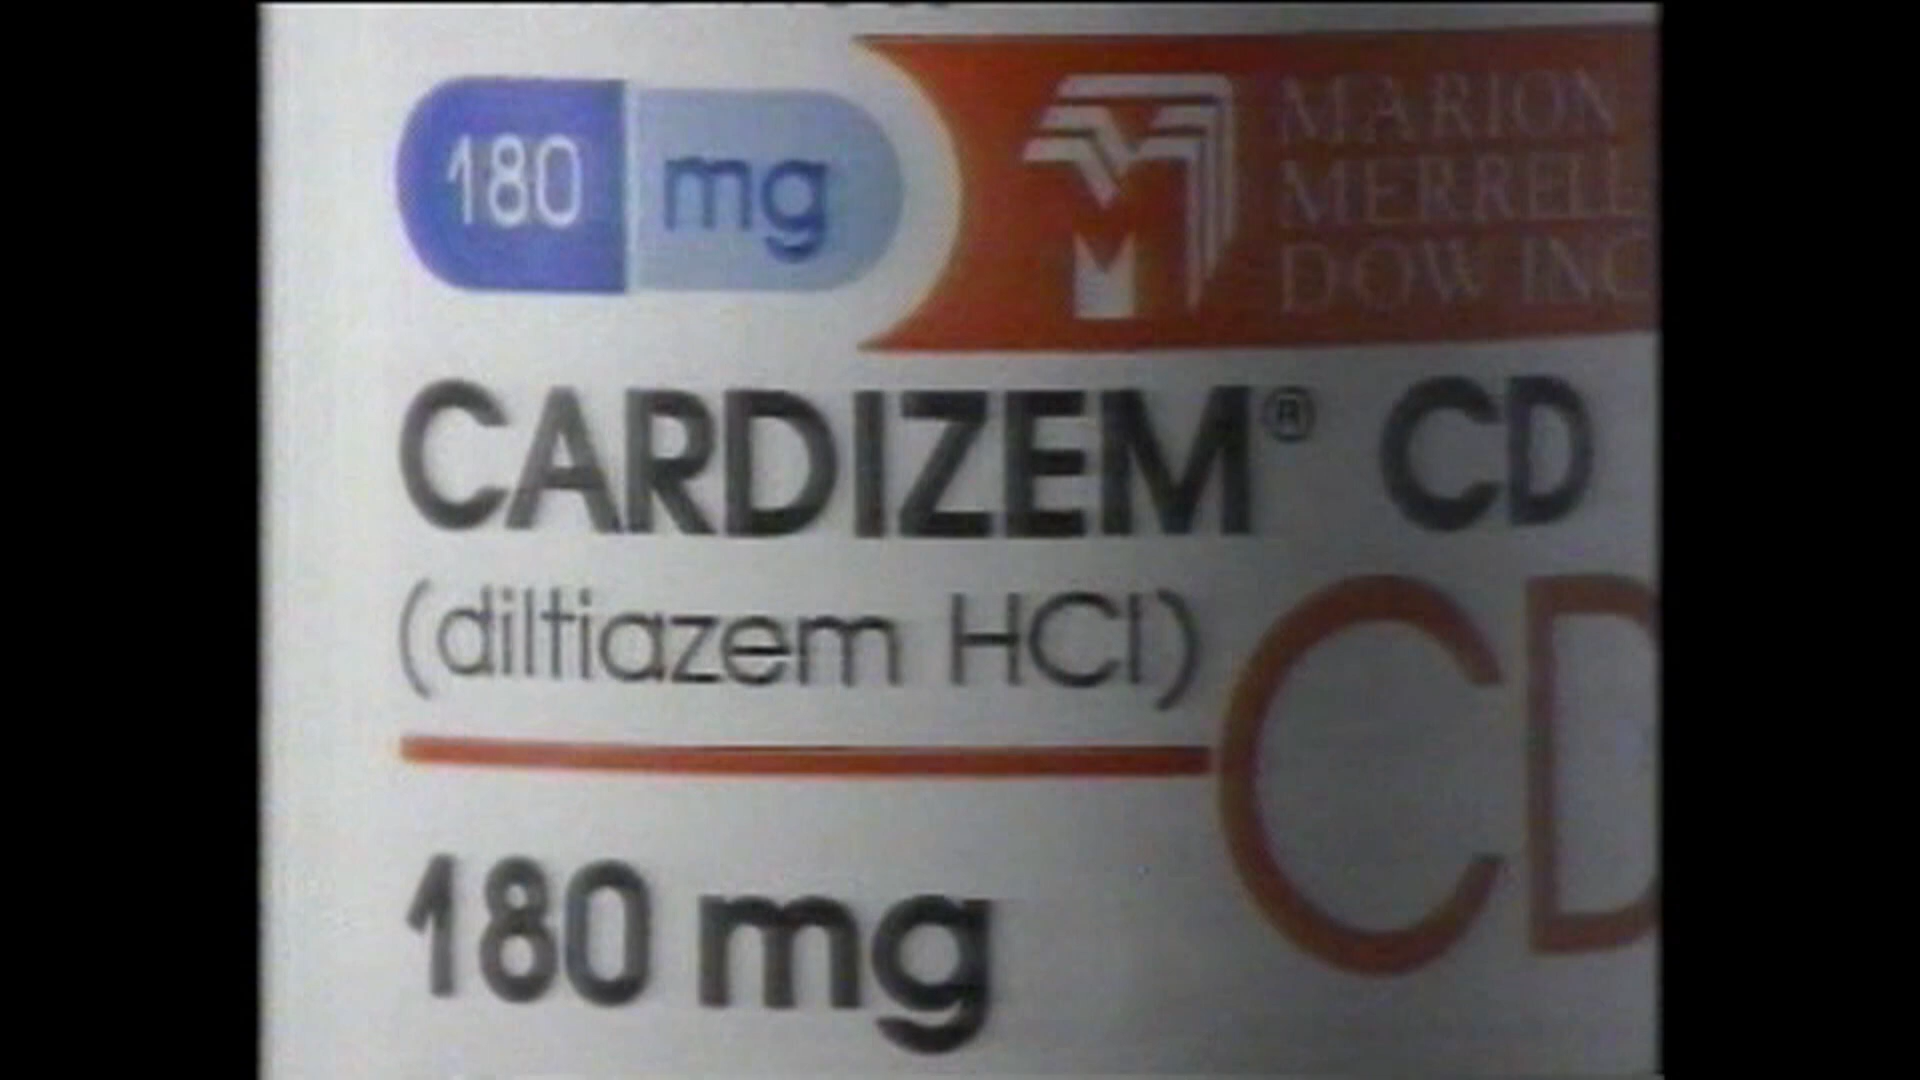 180 mg
MARION
MERRELL
DOW INC
CARDIZEM® CD
(diltiazem HCl)
CD
180 mg